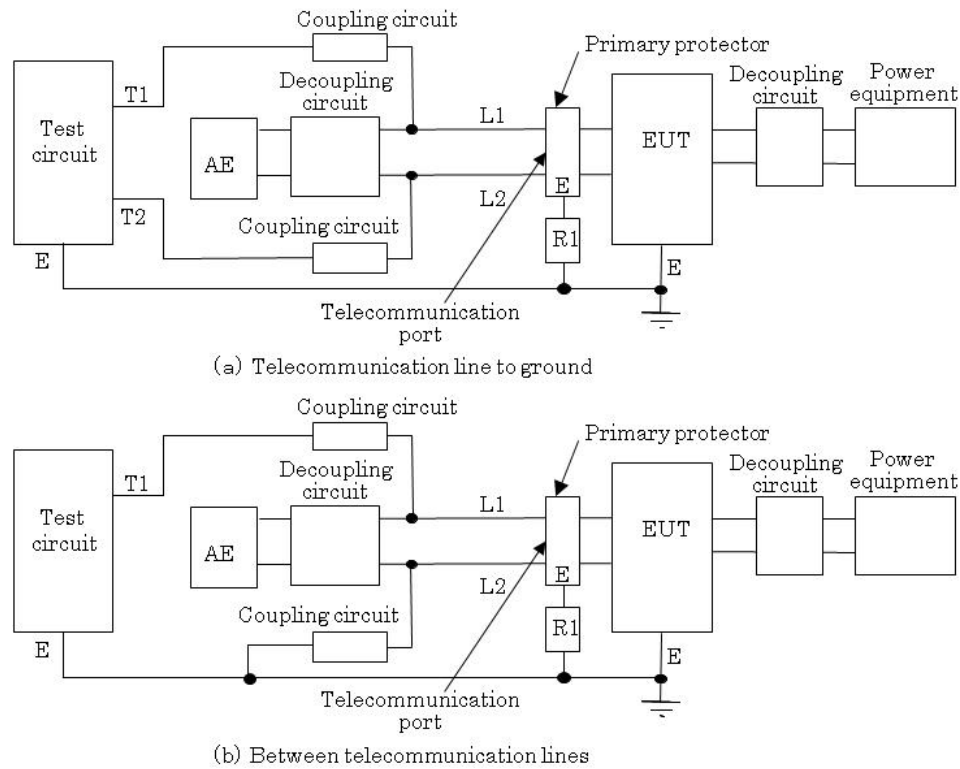 Coupling circuit
Primary protector
T1
Decoupling
circuit
L1
Decoupling
circuit
Power
equipment
Test
circuit
AE
EUT
E
L2
T2
Coupling circuit
R1
E
E
Telecommunication
port
(a) Telecommunication line to ground
Coupling circuit
Primary protector
T1
Decoupling
circuit
L1
Decoupling
circuit
Power
equipment
Test
circuit
AE
EUT
E
L2
Coupling circuit
R1
E
E
Telecommunication
port
(b) Between telecommunication lines